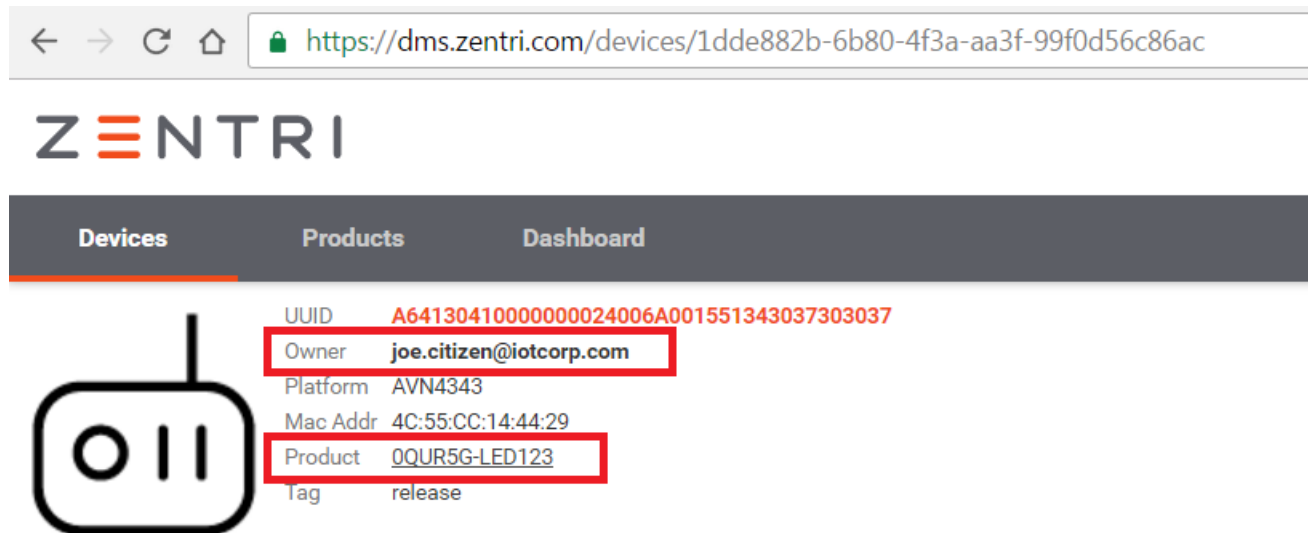 https://dms.zentri.com/devices/1dde882b-6b80-4f3a-aa3f-99f0d56c86ac
ZENTRI
Devices Products Dashboard
UUID A64130410000000024006A001551343037303037
Owner joe.citizen@iotcorp.com
Platform AVN4343
Mac Addr 4C:55:CC:14:44:29
Product 0QUR5G-LED123
Tag release